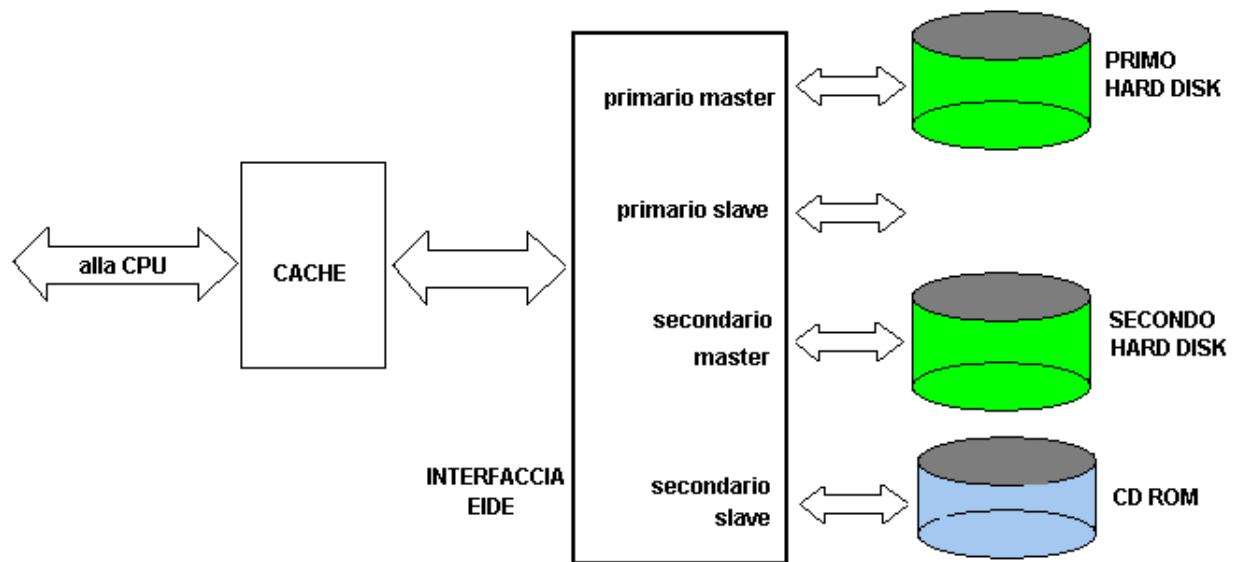 alla CPU
CACHE
INTERFACCIA
EIDE
primario master
primario slave
secondario
master
secondario
slave
PRIMO
HARD DISK
SECONDO
HARD DISK
CD ROM